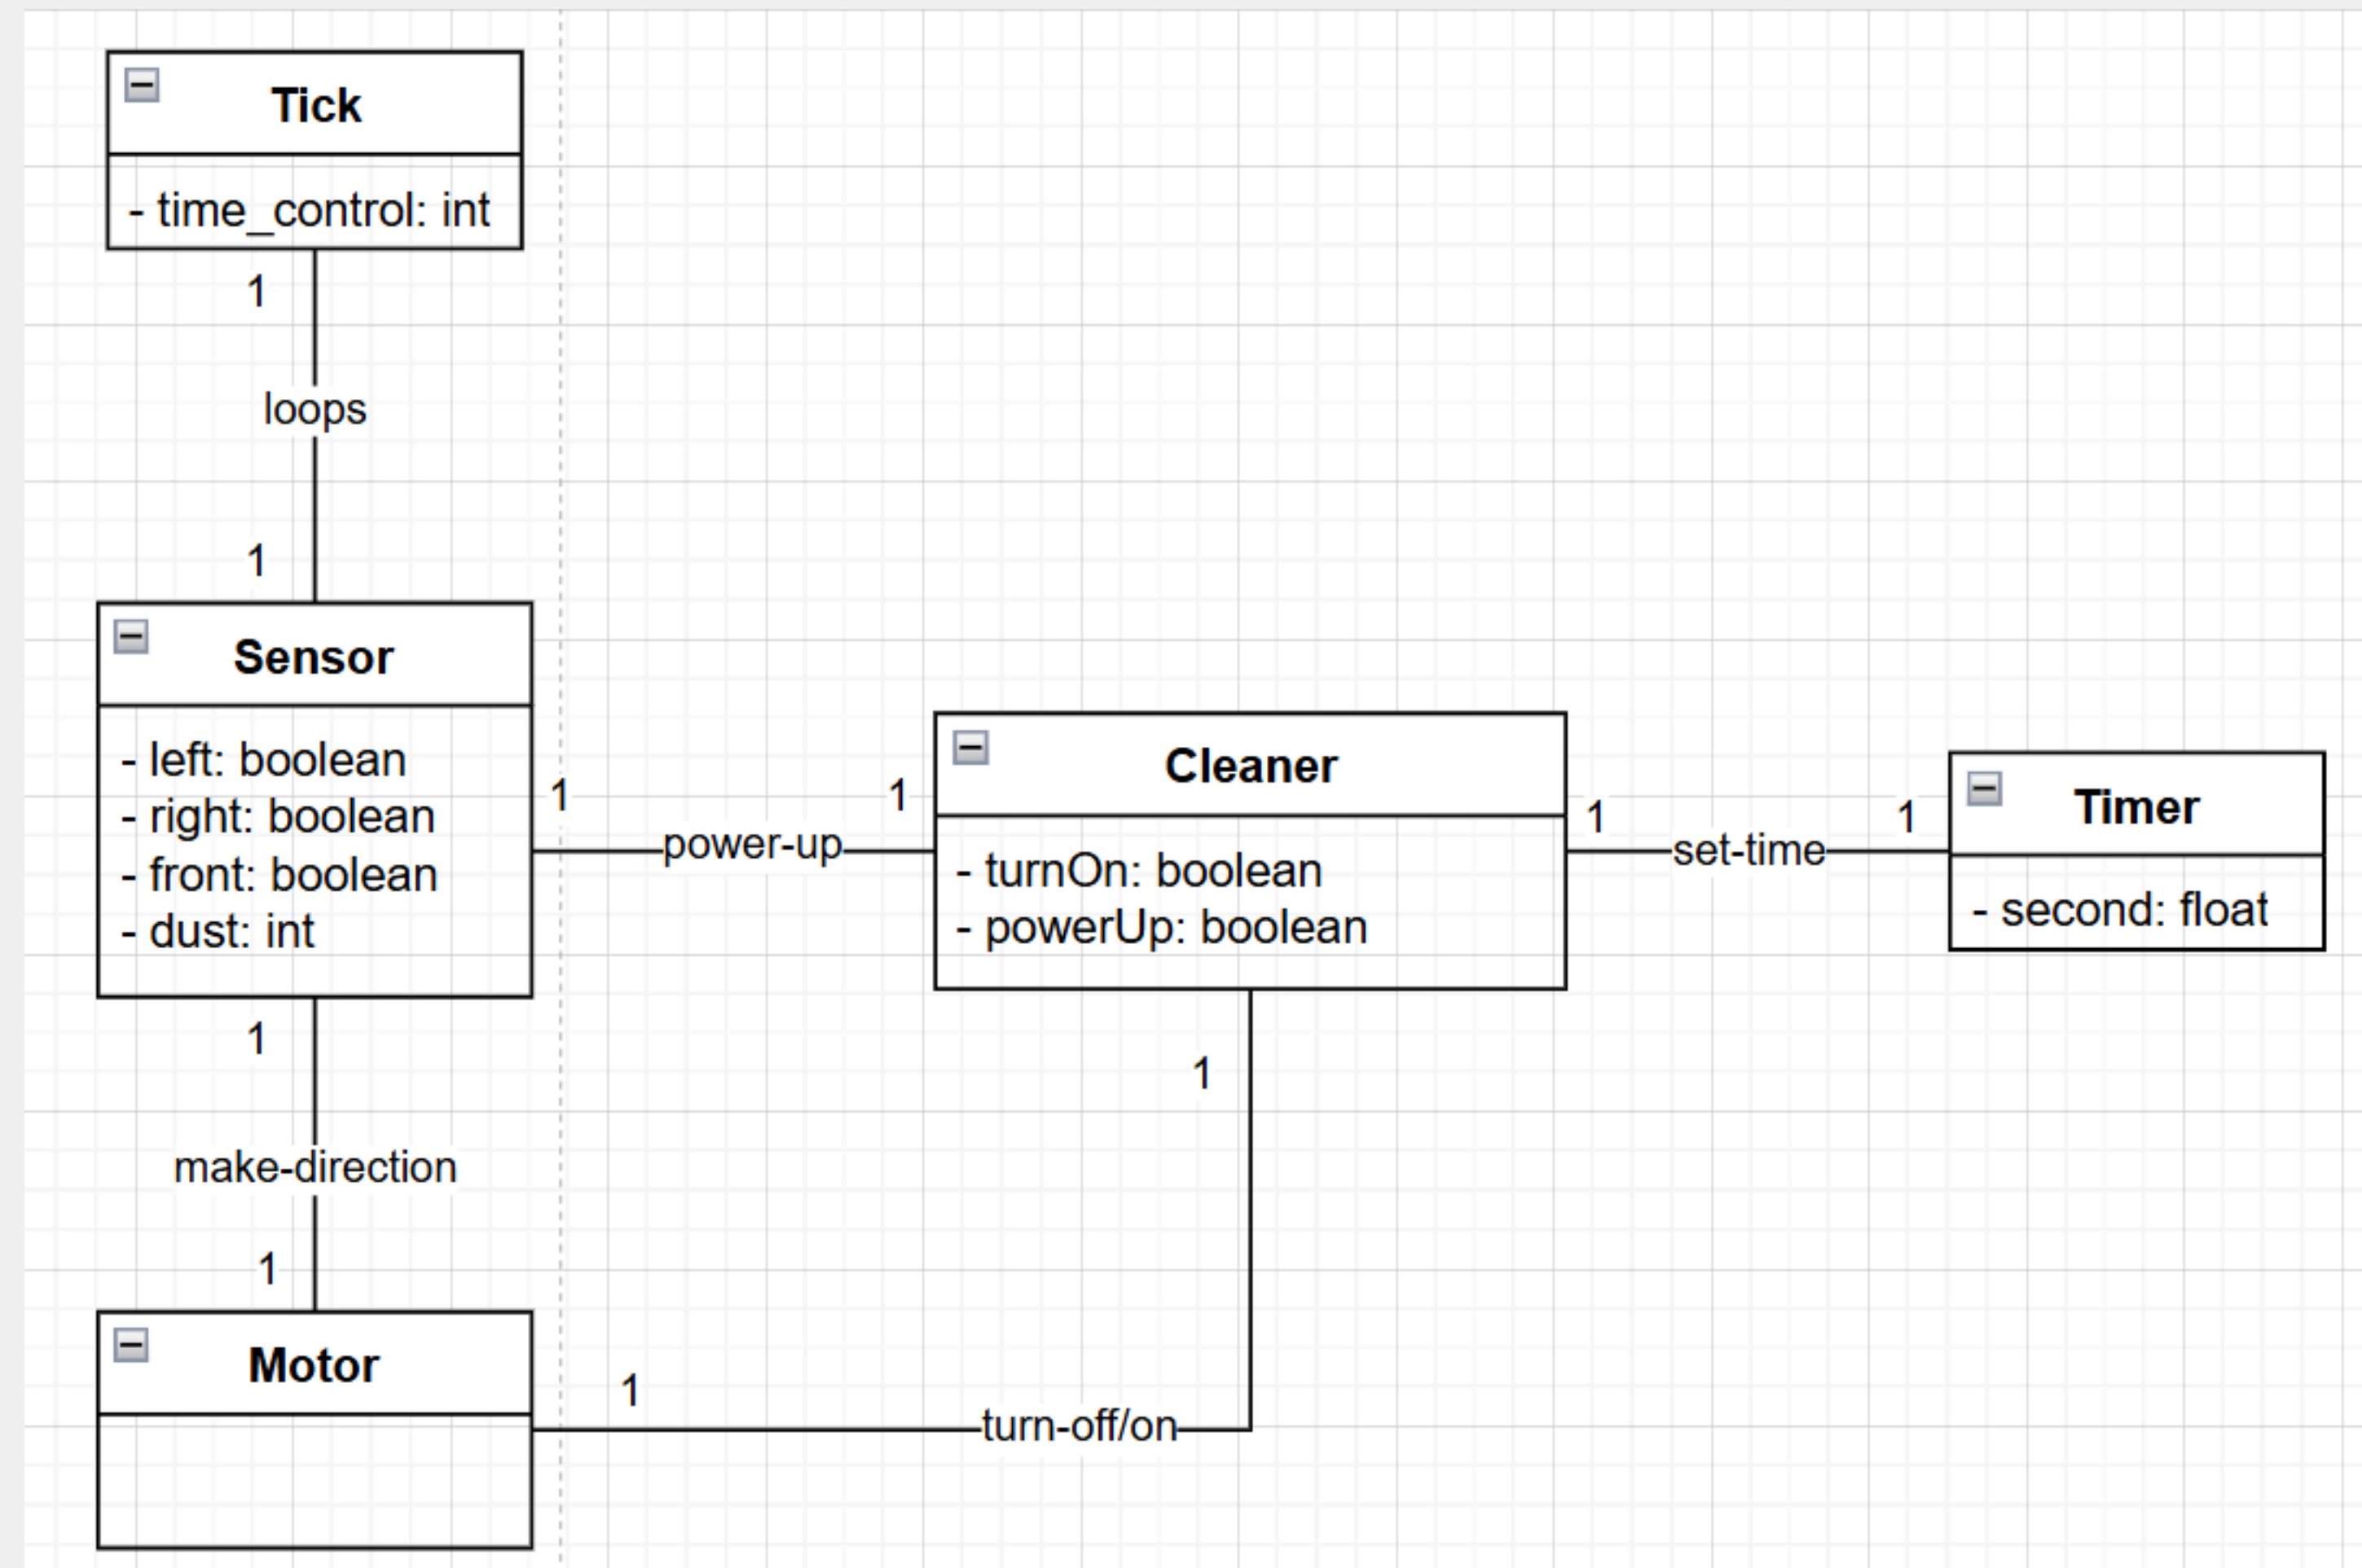 Tick
- time_control: int
1
loops
1
Sensor
- left: boolean
- right: boolean
- front: boolean
- dust: int
1
power-up
1
Cleaner
- turnOn: boolean
- powerUp: boolean
1
set-time
1
Timer
- second: float
1
make-direction
1
Motor
1
turn-off/on
1